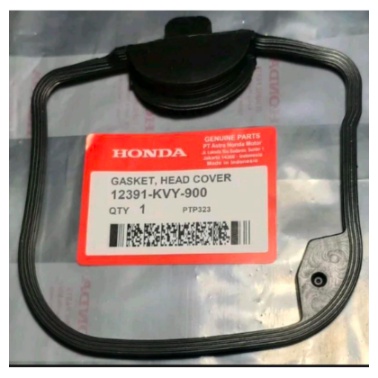 HONDA
GENUINE PARTS
PT Astra Honda Motor
GASKET, HEAD COVER
12391-KVY-900
QTY 1 PTP323